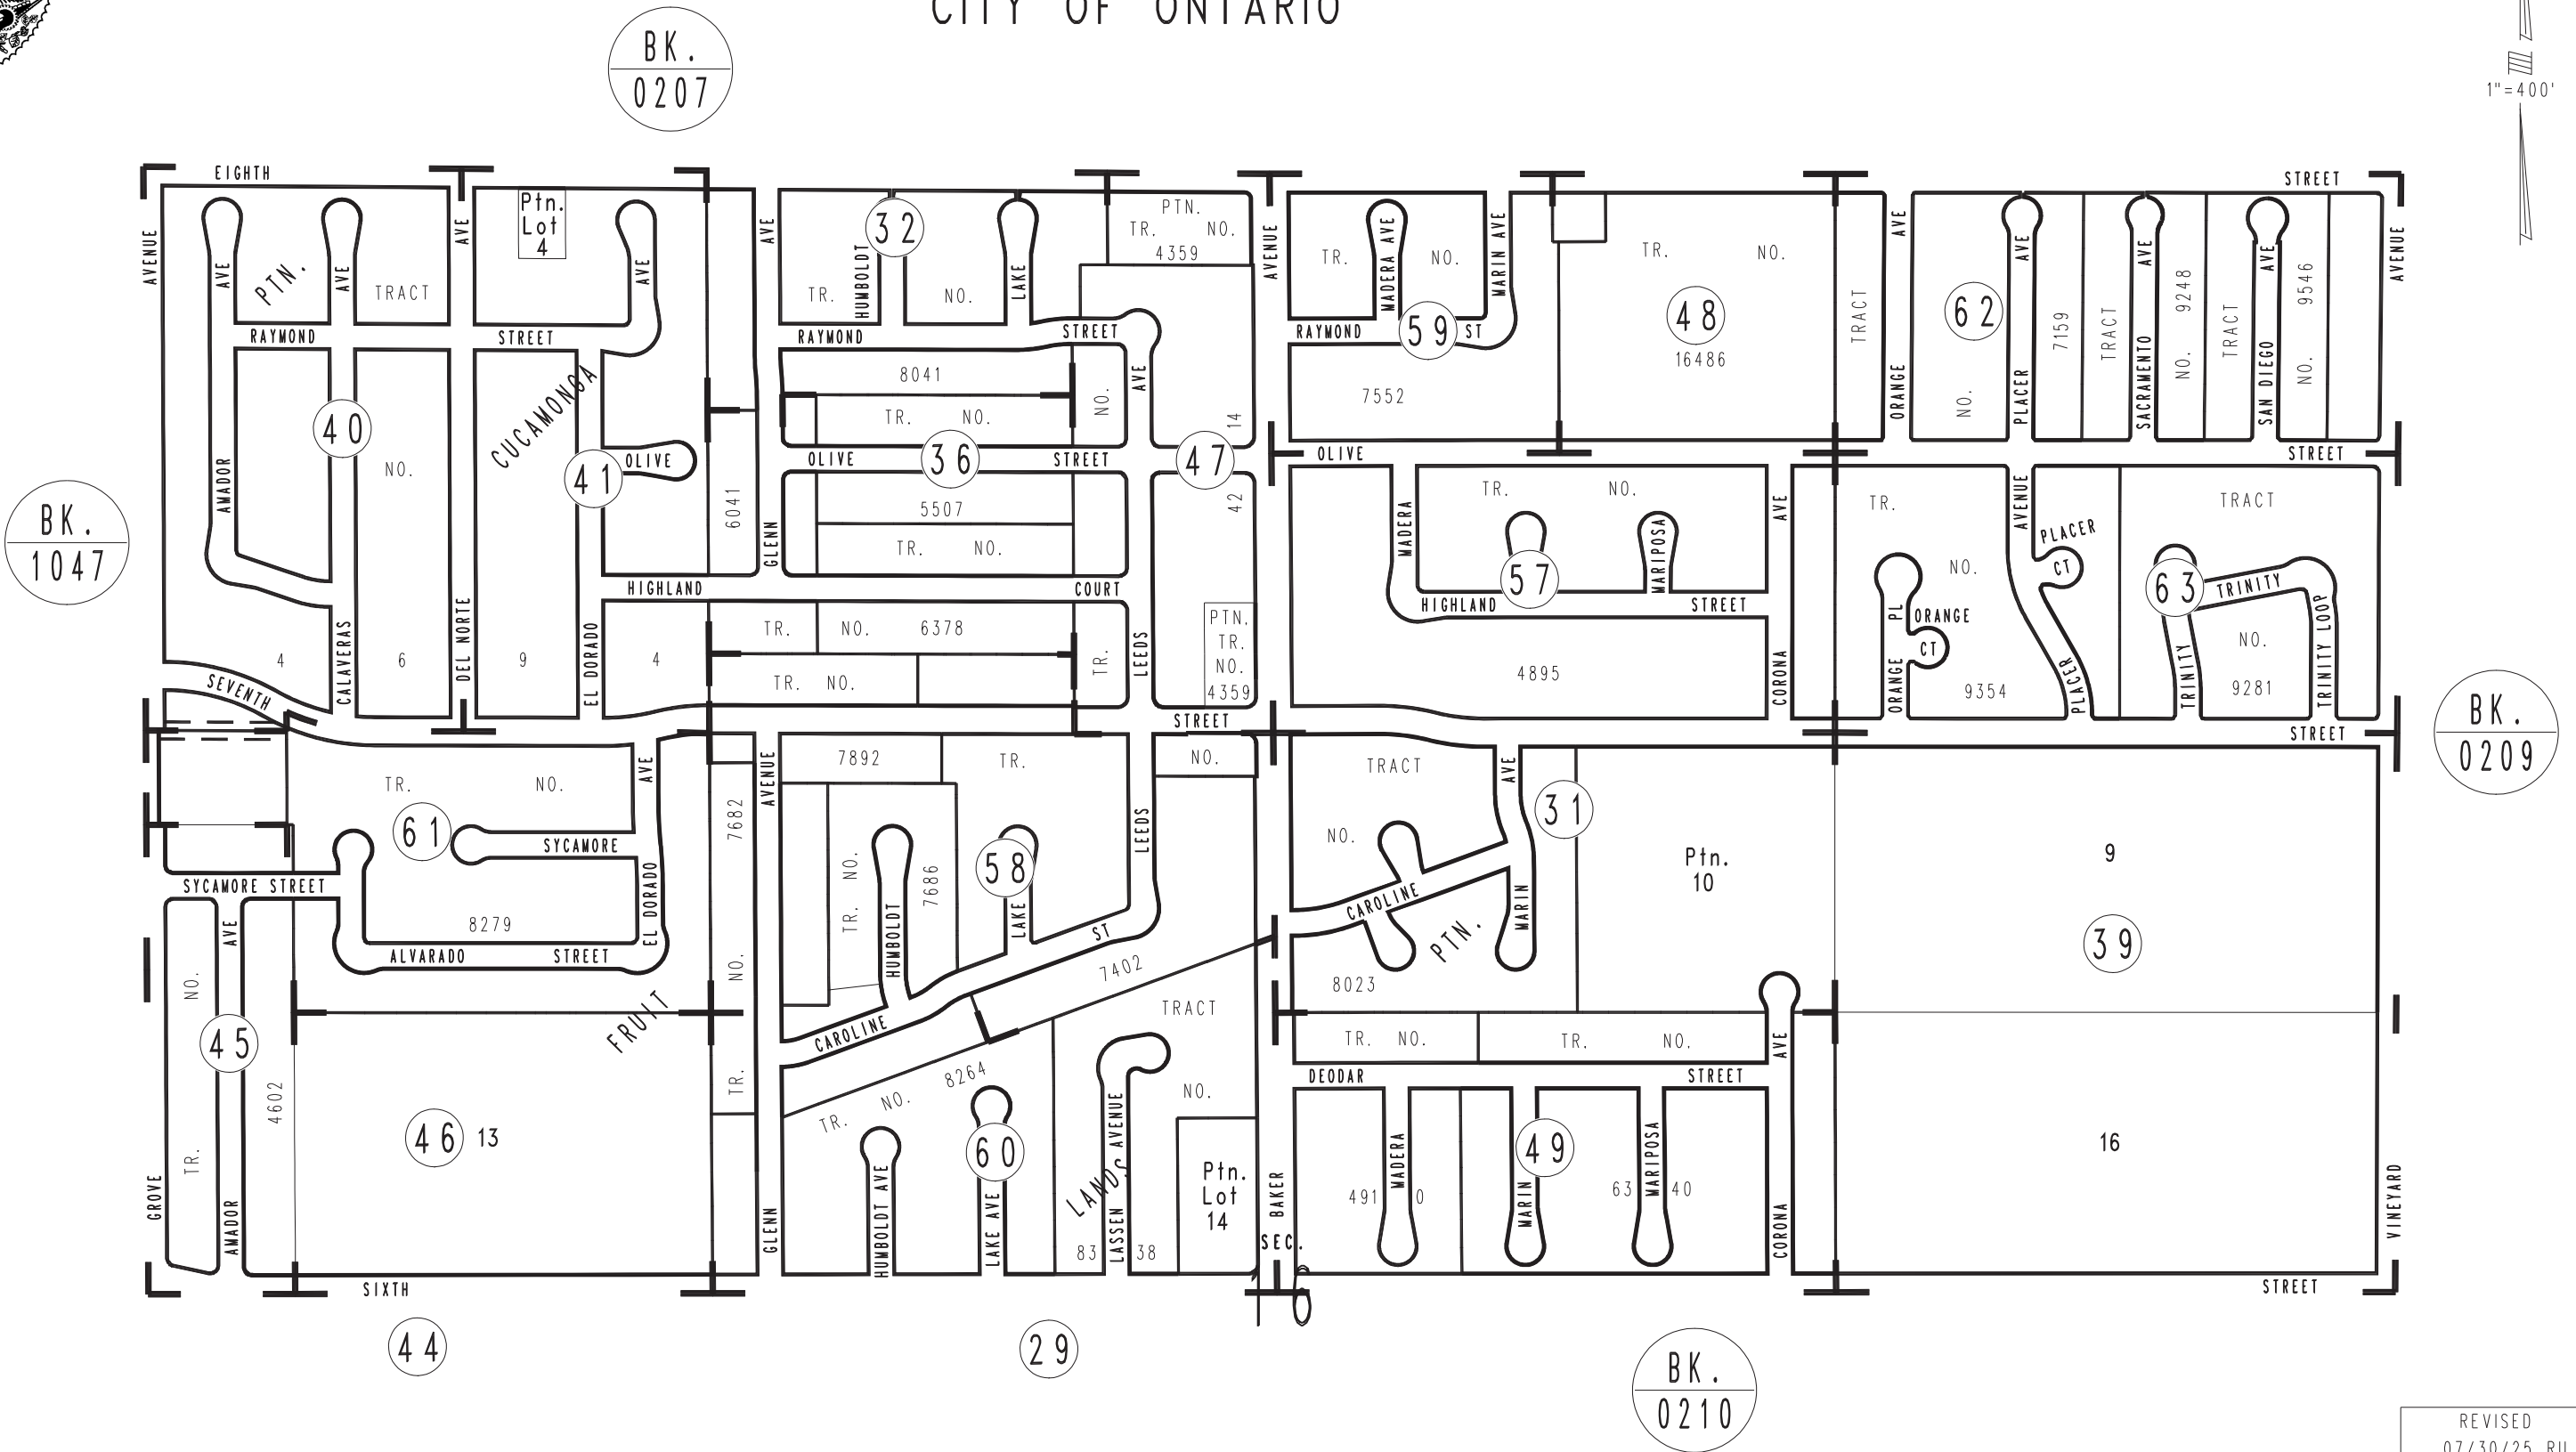 CITY OF ONTARIO
BK.
0207
1"=400'
EIGHTH
STREET
AVENUE
AVE
AVE
PTN.
TRACT
AVE
Ptn.
Lot
4
AVE
AVE
32
HUMBOLDT
TR.
NO.
LAKE
PTN.
TR. NO.
4359
AVENUE
TR.
MADERA AVE
NO.
MARIN AVE
TR. NO.
48
16486
TRACT
AVE
ORANGE
62
NO.
AVE
PLACER
7159
TRACT
AVE
SACRAMENTO
NO. 9248
TRACT
AVE
SAN DIEGO
NO. 9546
AVENUE
RAYMOND
STREET
RAYMOND
STREET
RAYMOND
59
ST
7552
40
AMADOR
NO.
CUCAMONGA
41
OLIVE
6041
GLENN
8041
TR. NO.
NO.
AVE
OLIVE
36
STREET
47
14
42
OLIVE
STREET
5507
TR. NO.
BK.
1047
HIGHLAND
COURT
4
CALAVERAS
6
DEL NORTE
9
EL DORADO
4
TR. NO. 6378
TR. NO.
TR.
LEEDS
PTN.
TR.
NO.
4359
MADERA
TR. NO.
57
MARIPOSA
AVE
HIGHLAND
STREET
4895
CORONA
TR.
NO.
AVENUE
PLACER
CT
ORANGE PL
ORANGE
CT
9354
PLACER
TRACT
63
TRINITY
TRINITY
NO.
9281
TRINITY LOOP
BK.
0209
SEVENTH
STREET
STREET
TR. NO.
61
AVE
SYCAMORE
SYCAMORE STREET
8279
EL DORADO
ALVARADO
STREET
7682
NO.
TR.
AVENUE
7892
TR.
TR. NO.
HUMBOLDT
7686
58
LAKE
LEEDS
NO.
CAROLINE
ST
7402
TRACT
NO.
TRACT
NO.
AVE
31
CAROLINE
MARIN
PTN.
8023
Ptn.
10
9
39
GROVE
NO.
TR.
45
AVE
AMADOR
4602
46
13
FRUIT
GLENN
TR. NO. 8264
HUMBOLDT AVE
60
LAKE AVE
LANDS
LASSEN AVENUE
83
38
Ptn.
Lot
14
BAKER
SEC.
TR. NO.
TR. NO.
AVE
DEODAR
STREET
491
MADERA
0
MARIN
49
63
MARIPOSA
40
CORONA
16
VINEYARD
SIXTH
STREET
44
29
BK.
0210
REVISED
07/30/25 RU